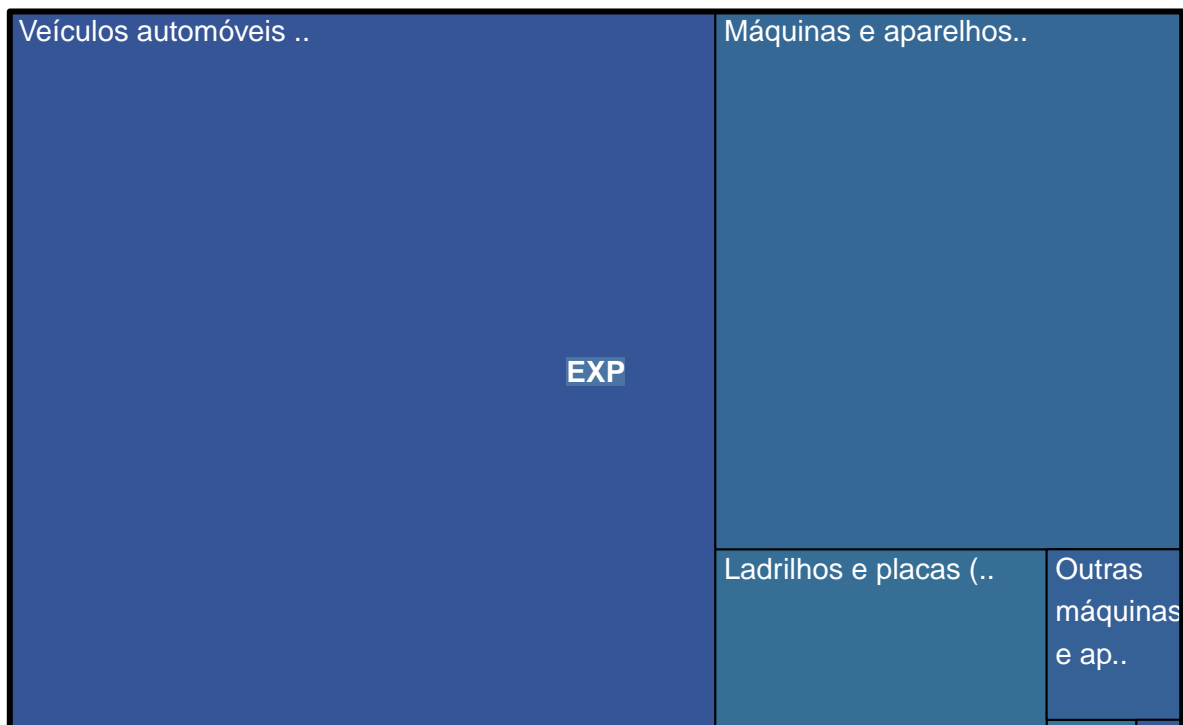 Veículos automóveis ..
Máquinas e aparelhos..
EXP
Ladrilhos e placas (..
Outras
máquinas
e ap..